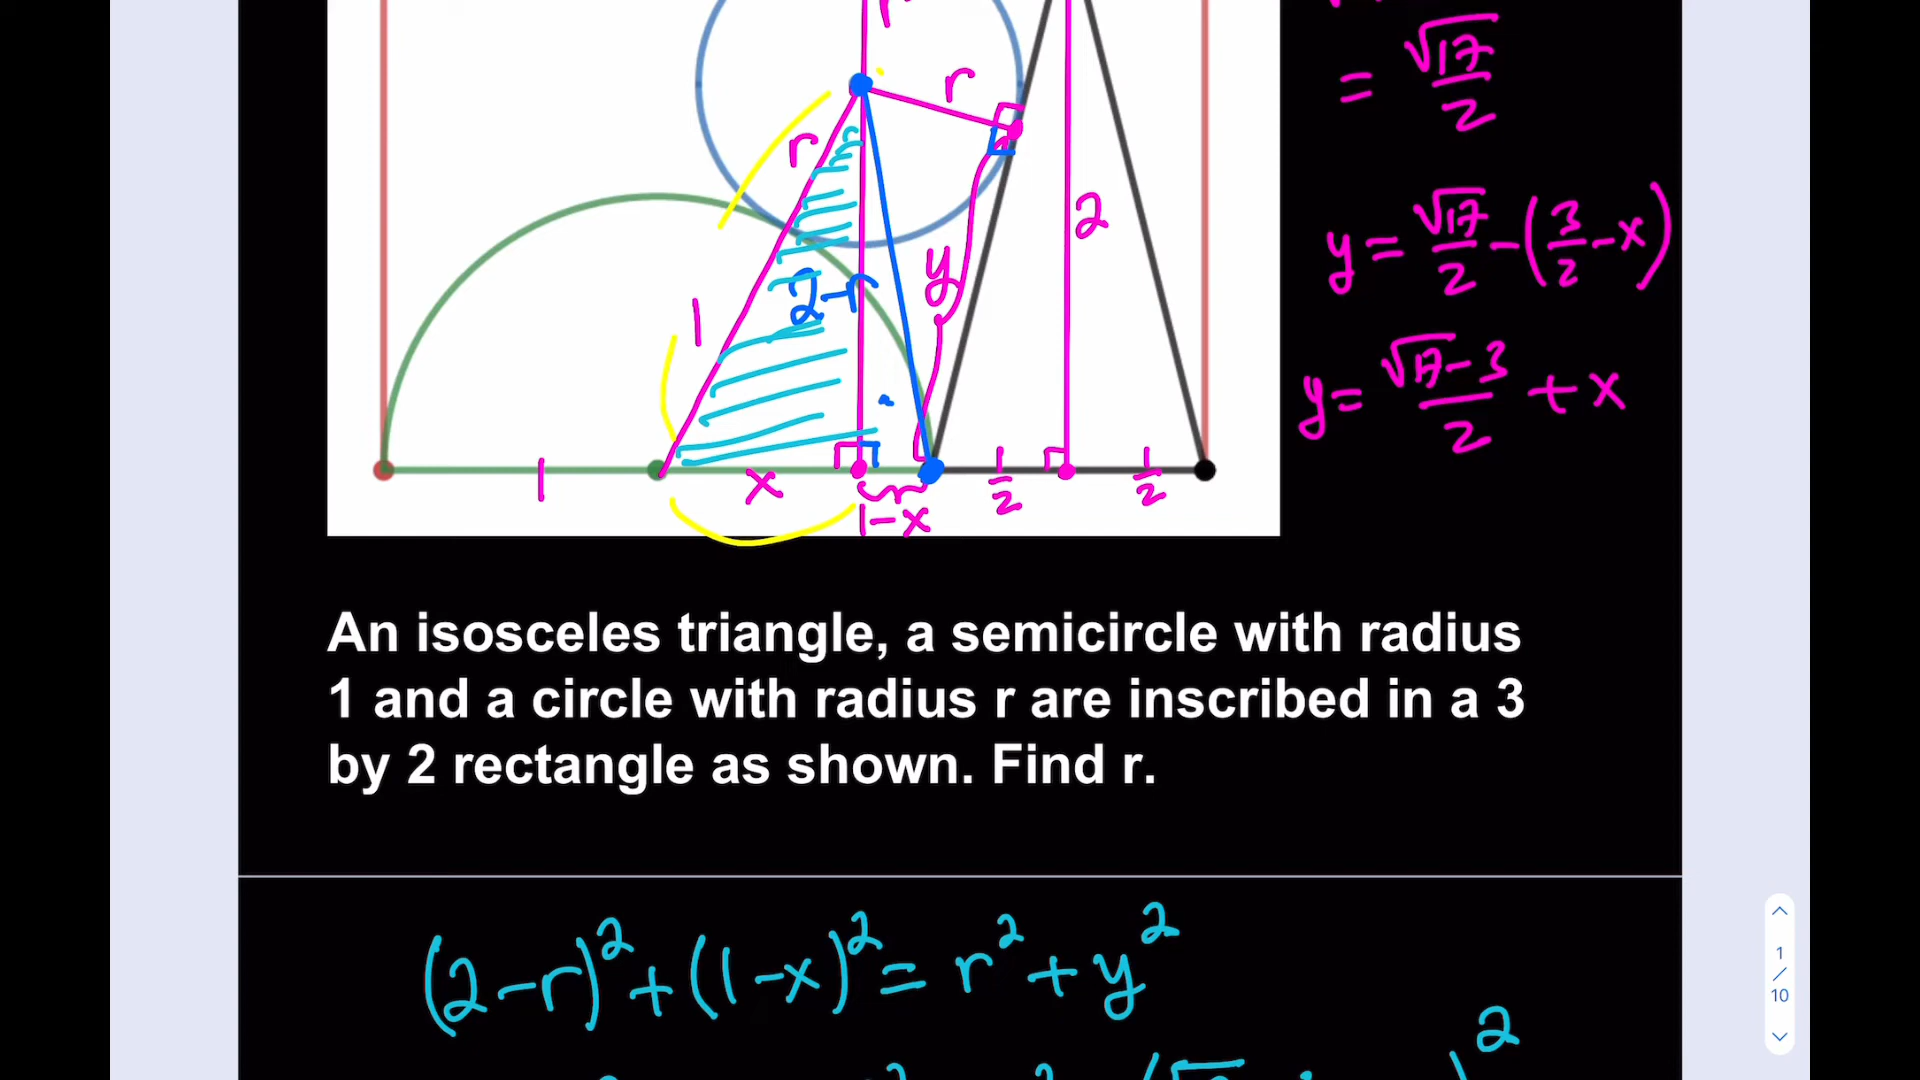 r
r
r
2
2-r
1
y
1
x
1-x
1/2
1/2
= √17/2
y = √17/2 - (3/2 - x)
y = (√17 - 3)/2 + x
An isosceles triangle, a semicircle with radius
1 and a circle with radius r are inscribed in a 3
by 2 rectangle as shown. Find r.
(2-r)² + (1-x)² = r² + y²
1
/
10